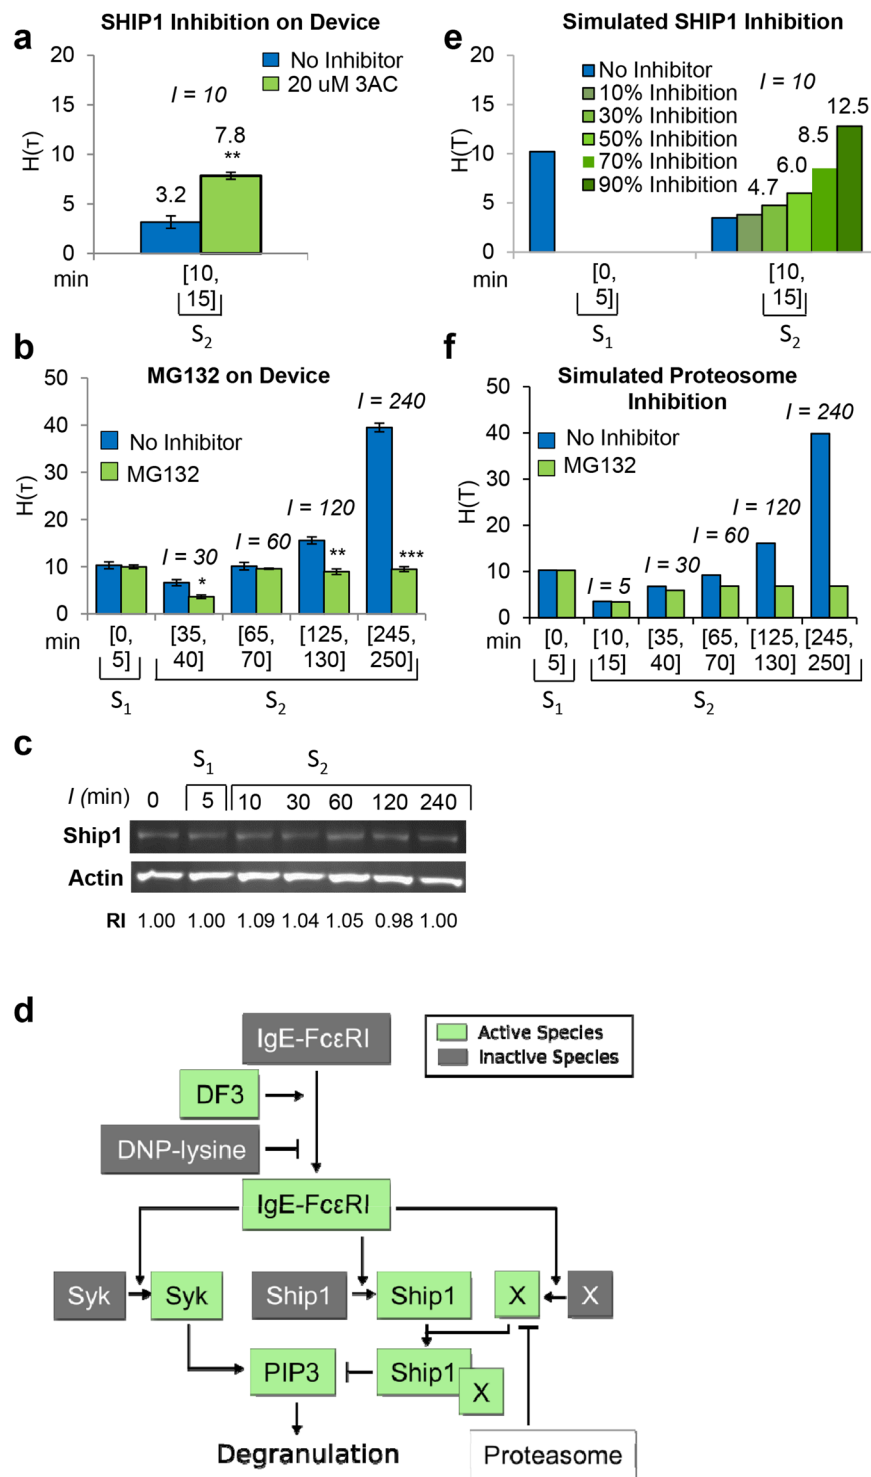 a
SHIP1 Inhibition on Device
No Inhibitor
20 uM 3AC
I = 10
H(τ)
20
15
10
5
0
3.2
7.8
**
min
[10,
15]
S2
b
MG132 on Device
No Inhibitor
MG132
H(τ)
50
40
30
20
10
0
I = 30
I = 60
I = 120
I = 240
*
**
***
min
[0, [35, [65, [125, [245,
5] 40] 70] 130] 250]
S1 S2
e
Simulated SHIP1 Inhibition
No Inhibitor
10% Inhibition
30% Inhibition
50% Inhibition
70% Inhibition
90% Inhibition
I = 10
H(T)
20
15
10
5
0
4.7
6.0
8.5
12.5
min
[0, [10,
5] 15]
S1 S2
f
Simulated Proteosome
Inhibition
No Inhibitor
MG132
H(T)
50
40
30
20
10
0
I = 5
I = 30
I = 60
I = 120
I = 240
min
[0, [10, [35, [65, [125, [245,
5] 15] 40] 70] 130] 250]
S1 S2
c
S1 S2
I (min) 0 5 10 30 60 120 240
Ship1
Actin
RI 1.00 1.00 1.09 1.04 1.05 0.98 1.00
d
IgE-FcεRI
Active Species
Inactive Species
DF3
DNP-lysine
IgE-FcεRI
Syk Syk Ship1 Ship1 X X
PIP3 Ship1
X
Degranulation Proteasome